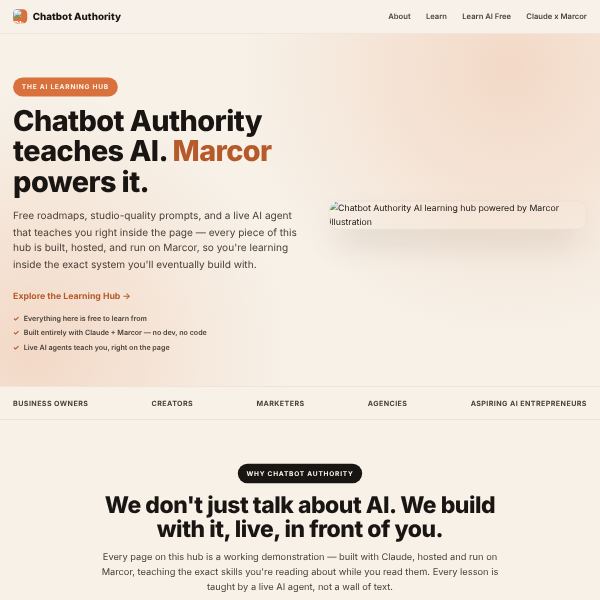 Chatbot Authority
About
Learn
Learn AI Free
Claude x Marcor
THE AI LEARNING HUB
Chatbot Authority
teaches AI. Marcor
powers it.
Free roadmaps, studio-quality prompts, and a live AI agent
that teaches you right inside the page — every piece of this
hub is built, hosted, and run on Marcor, so you're learning
inside the exact system you'll eventually build with.
Explore the Learning Hub →
✓ Everything here is free to learn from
✓ Built entirely with Claude + Marcor — no dev, no code
✓ Live AI agents teach you, right on the page
Chatbot Authority AI learning hub powered by Marcor
illustration
BUSINESS OWNERS
CREATORS
MARKETERS
AGENCIES
ASPIRING AI ENTREPRENEURS
WHY CHATBOT AUTHORITY
We don't just talk about AI. We build
with it, live, in front of you.
Every page on this hub is a working demonstration — built with Claude, hosted and run on
Marcor, teaching the exact skills you're reading about while you read them. Every lesson is
taught by a live AI agent, not a wall of text.